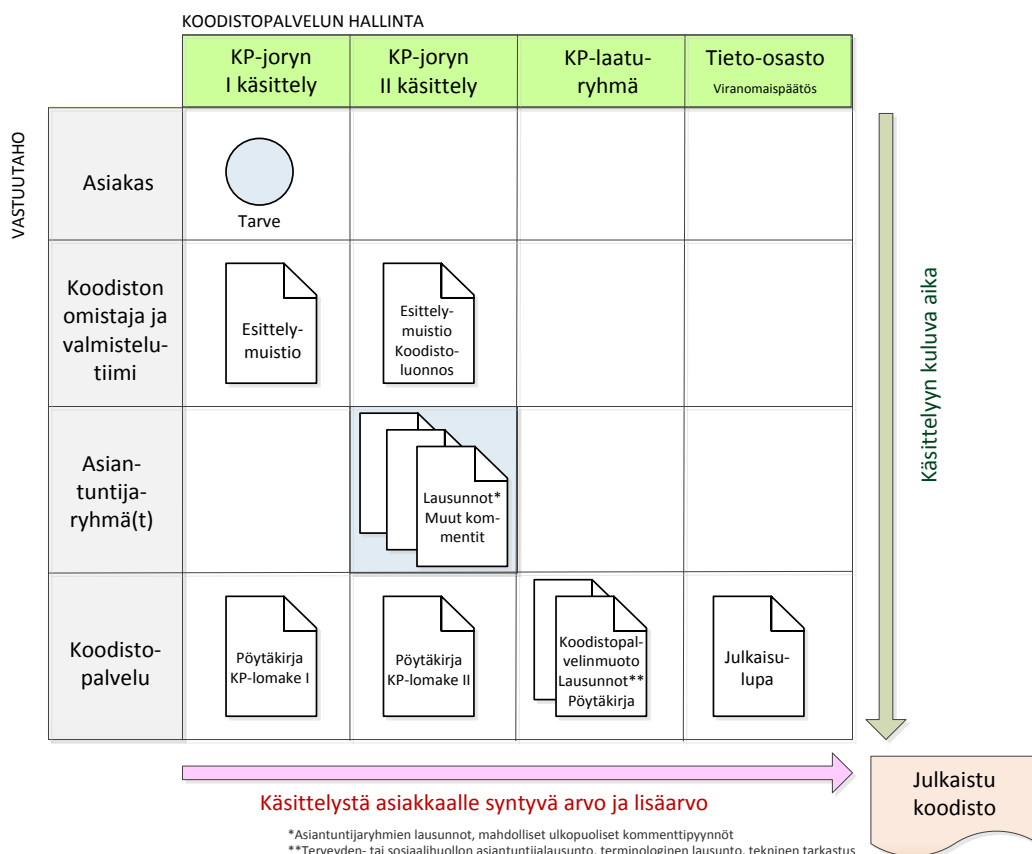 KOODISTOPALVELUN HALLINTA
KP-joryn
I käsittely
KP-joryn
II käsittely
KP-laatu-
ryhmä
Tieto-osasto
Viranomaispäätös
VASTUUTAHO
Asiakas
Tarve
Koodiston
omistaja ja
valmistelu-
tiimi
Esittely-
muistio
Esittely-
muistio
Koodisto-
luonnos
Asian-
tuntija-
ryhmä(t)
Lausunnot*
Muut kom-
mentit
Koodisto-
palvelu
Pöytäkirja
KP-lomake I
Pöytäkirja
KP-lomake II
Koodistopal-
velinmuoto
Lausunnot**
Pöytäkirja
Julkaisu-
lupa
Käsittelyyn kuluva aika
Käsittelystä asiakkaalle syntyvä arvo ja lisäarvo
Julkaistu
koodisto
*Asiantuntijaryhmien lausunnot, mahdolliset ulkopuoliset kommenttipyynnöt
**Terveyden- tai sosiaalihuollon asiantuntijalausunto, terminologinen lausunto, tekninen tarkastus